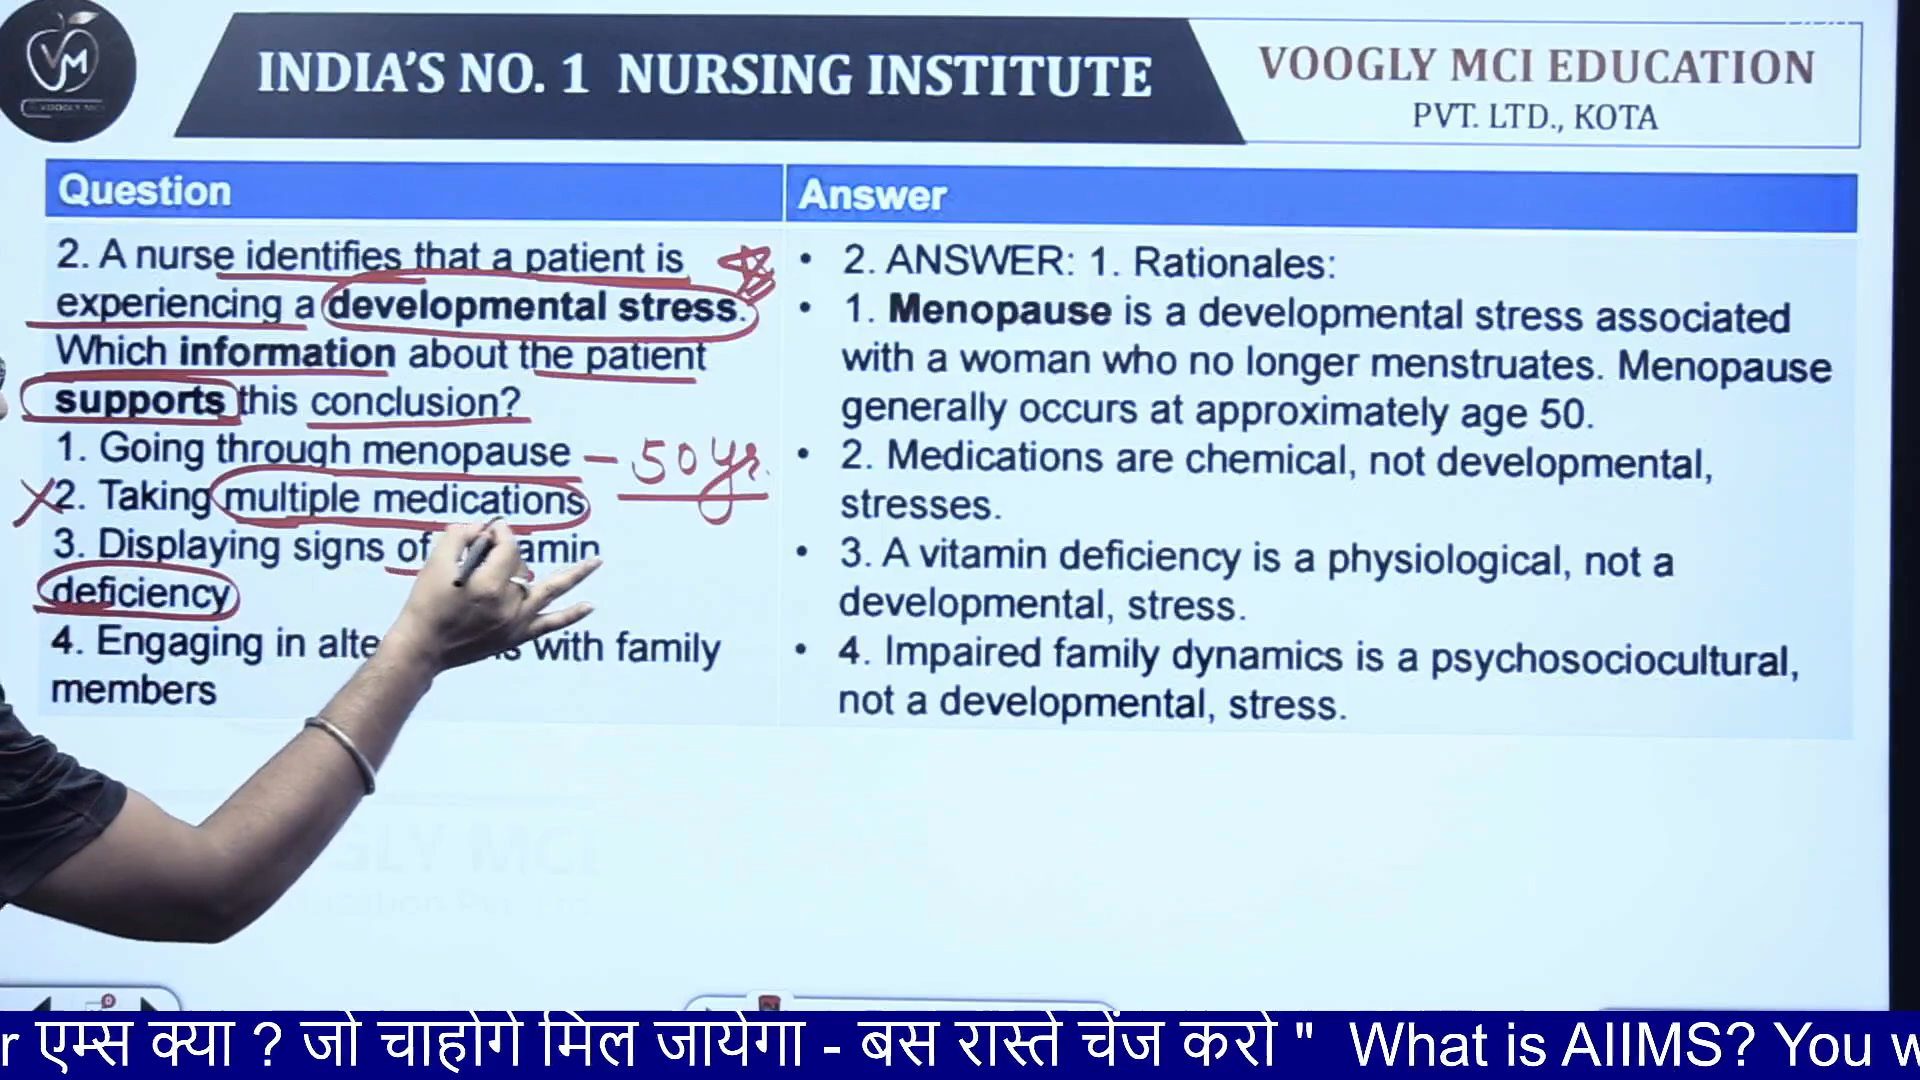 INDIA'S NO. 1 NURSING INSTITUTE
VOOGLY MCI EDUCATION
PVT. LTD., KOTA
VM
Question
Answer
2. A nurse identifies that a patient is
experiencing a developmental stress.
Which information about the patient
supports this conclusion?
1. Going through menopause - 50 yr.
X2. Taking multiple medications
3. Displaying signs of amin
deficiency
4. Engaging in alte s with family
members
• 2. ANSWER: 1. Rationales:
• 1. Menopause is a developmental stress associated
with a woman who no longer menstruates. Menopause
generally occurs at approximately age 50.
• 2. Medications are chemical, not developmental,
stresses.
• 3. A vitamin deficiency is a physiological, not a
developmental, stress.
• 4. Impaired family dynamics is a psychosociocultural,
not a developmental, stress.
GLY MCI
r एम्स क्या ? जो चाहोगे मिल जायेगा - बस रास्ते चेंज करो " What is AIIMS? You w